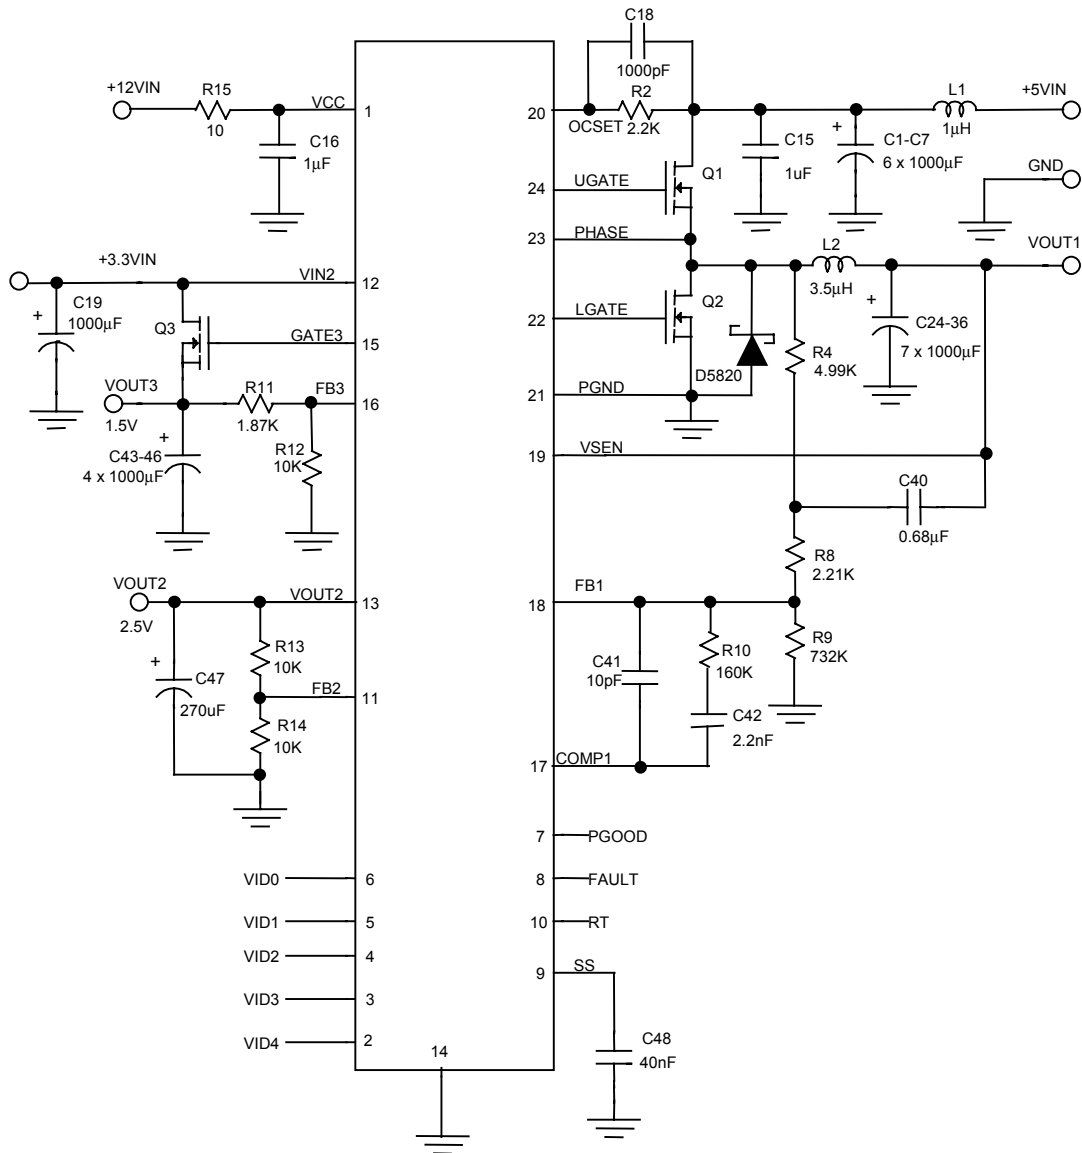 C18
1000pF
+12VIN
R15
10
VCC
1
C16
1μF
20
OCSET
R2
2.2K
L1
1μH
+5VIN
C15
1uF
+
C1-C7
6 x 1000μF
GND
24
UGATE
Q1
23
PHASE
L2
3.5μH
VOUT1
+3.3VIN
VIN2
12
+
C19
1000μF
Q3
GATE3
15
22
LGATE
Q2
D5820
R4
4.99K
+
C24-36
7 x 1000μF
VOUT3
1.5V
R11
1.87K
FB3
16
21
PGND
+
C43-46
4 x 1000μF
R12
10K
19
VSEN
C40
0.68μF
R8
2.21K
VOUT2
2.5V
VOUT2
13
18
FB1
R13
10K
+
C47
270uF
FB2
11
R14
10K
C41
10pF
R10
160K
R9
732K
C42
2.2nF
17
COMP1
7
PGOOD
VID0
6
8
FAULT
VID1
5
10
RT
VID2
4
9
SS
VID3
3
VID4
2
14
C48
40nF